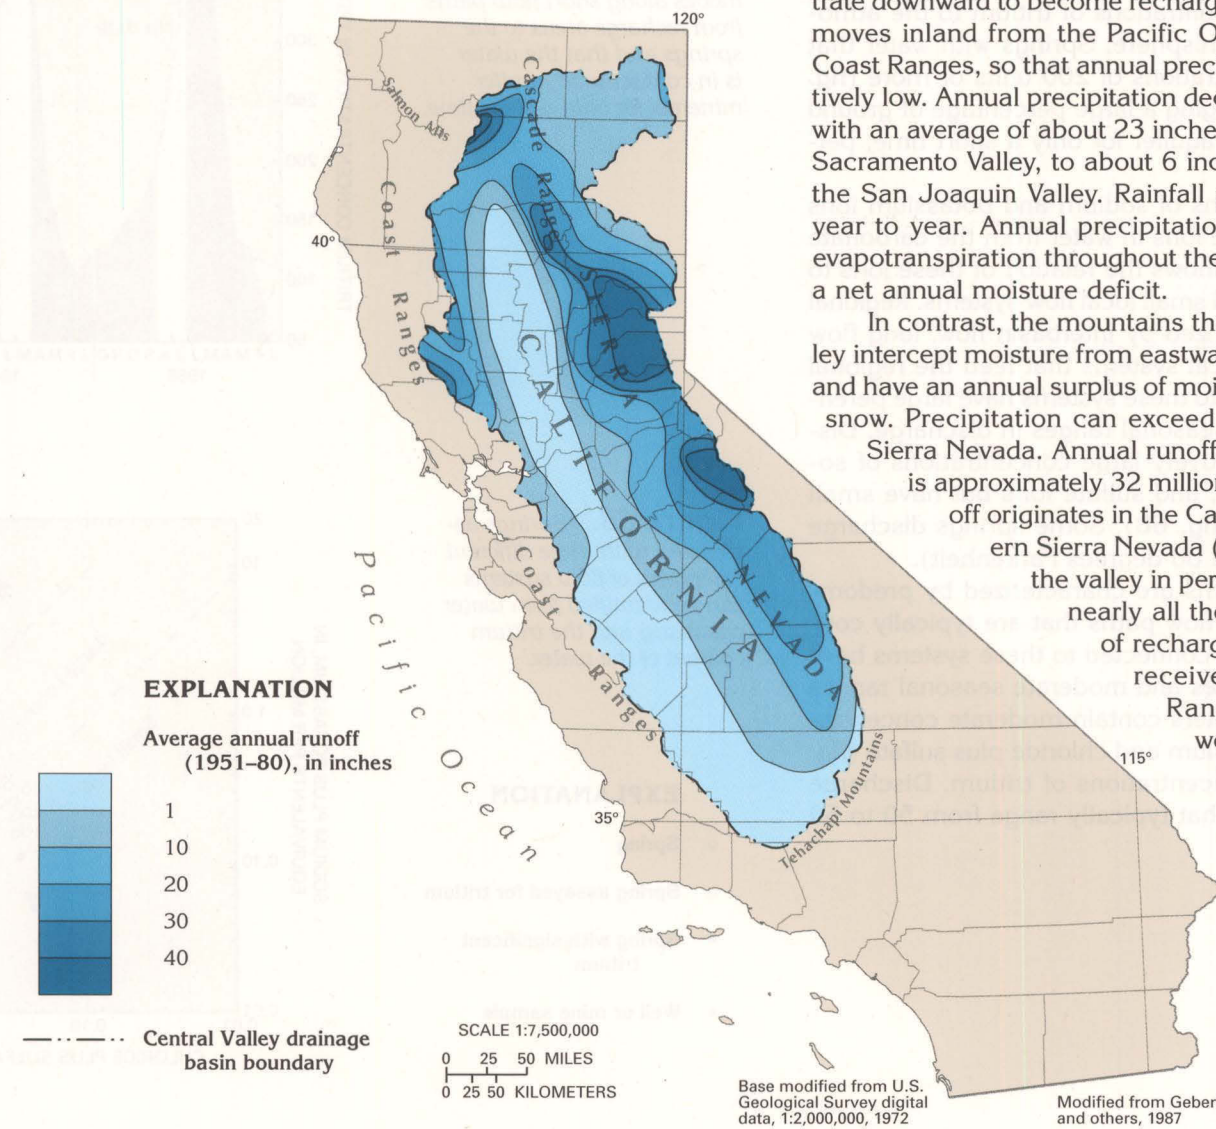 120°
Cascade Range
Salmon Mts
Coast Ranges
40°
SIERRA NEVADA
CALIFORNIA
Coast Ranges
Pacific Ocean
Tehachapi Mountains
115°
35°
EXPLANATION
Average annual runoff
(1951–80), in inches
1
10
20
30
40
Central Valley drainage
basin boundary
SCALE 1:7,500,000
0 25 50 MILES
0 25 50 KILOMETERS
Base modified from U.S.
Geological Survey digital
data, 1:2,000,000, 1972
Modified from Geber
and others, 1987
trate downward to become recharg
moves inland from the Pacific O
Coast Ranges, so that annual prec
tively low. Annual precipitation de
with an average of about 23 inche
Sacramento Valley, to about 6 inc
the San Joaquin Valley. Rainfall
year to year. Annual precipitatio
evapotranspiration throughout the
a net annual moisture deficit.
In contrast, the mountains th
ley intercept moisture from eastwa
and have an annual surplus of moi
snow. Precipitation can exceed
Sierra Nevada. Annual runoff
is approximately 32 million
off originates in the Ca
ern Sierra Nevada (
the valley in per
nearly all the
of recharg
receive
Ran
we